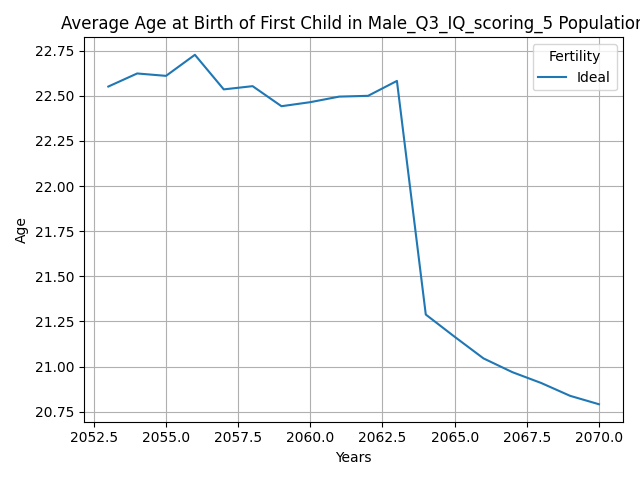 Average Age at Birth of First Child in Male_Q3_IQ_scoring_5 Population
22.75
22.50
22.25
22.00
21.75
21.50
21.25
21.00
20.75
Age
Fertility
Ideal
2052.5 2055.0 2057.5 2060.0 2062.5 2065.0 2067.5 2070.0
Years